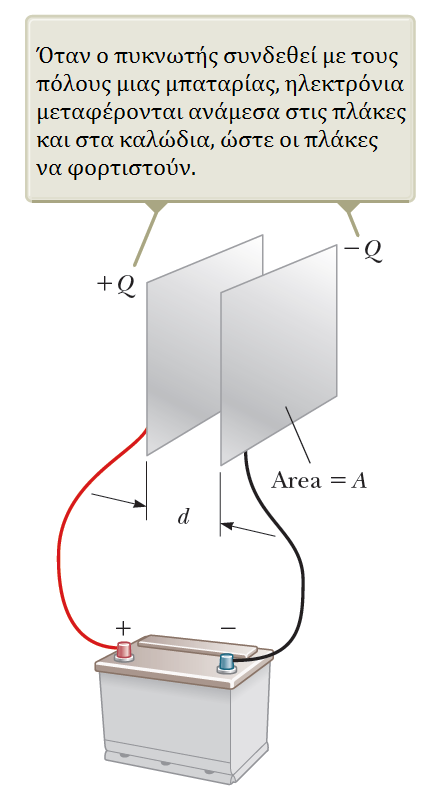 Όταν ο πυκνωτής συνδεθεί με τους
πόλους μιας μπαταρίας, ηλεκτρόνια
μεταφέρονται ανάμεσα στις πλάκες
και στα καλώδια, ώστε οι πλάκες
να φορτιστούν.
−Q
+Q
Area = A
d
+ −